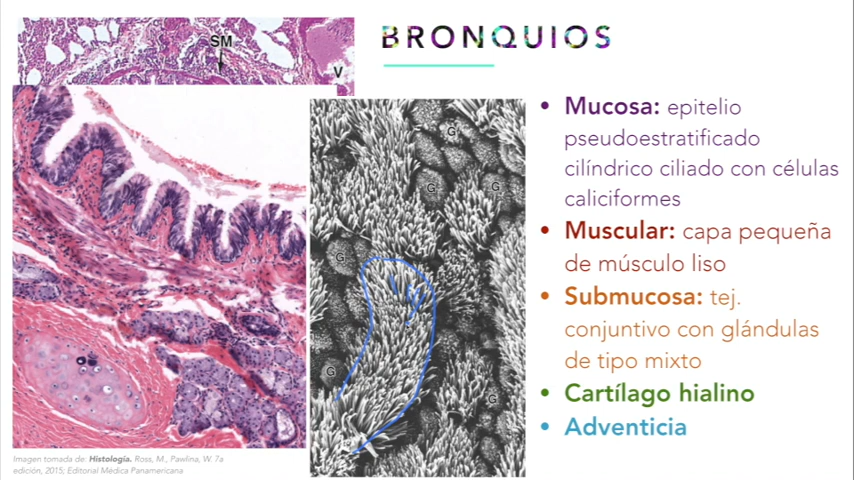 BRONQUIOS
SM
V
G
G
G
G
G
G
• Mucosa: epitelio
pseudoestratificado
cilíndrico ciliado con células
caliciformes
• Muscular: capa pequeña
de músculo liso
• Submucosa: tej.
conjuntivo con glándulas
de tipo mixto
• Cartílago hialino
• Adventicia
Imagen tomada de: Histología. Ross, M., Pawlina, W. 7a
edición, 2015; Editorial Médica Panamericana